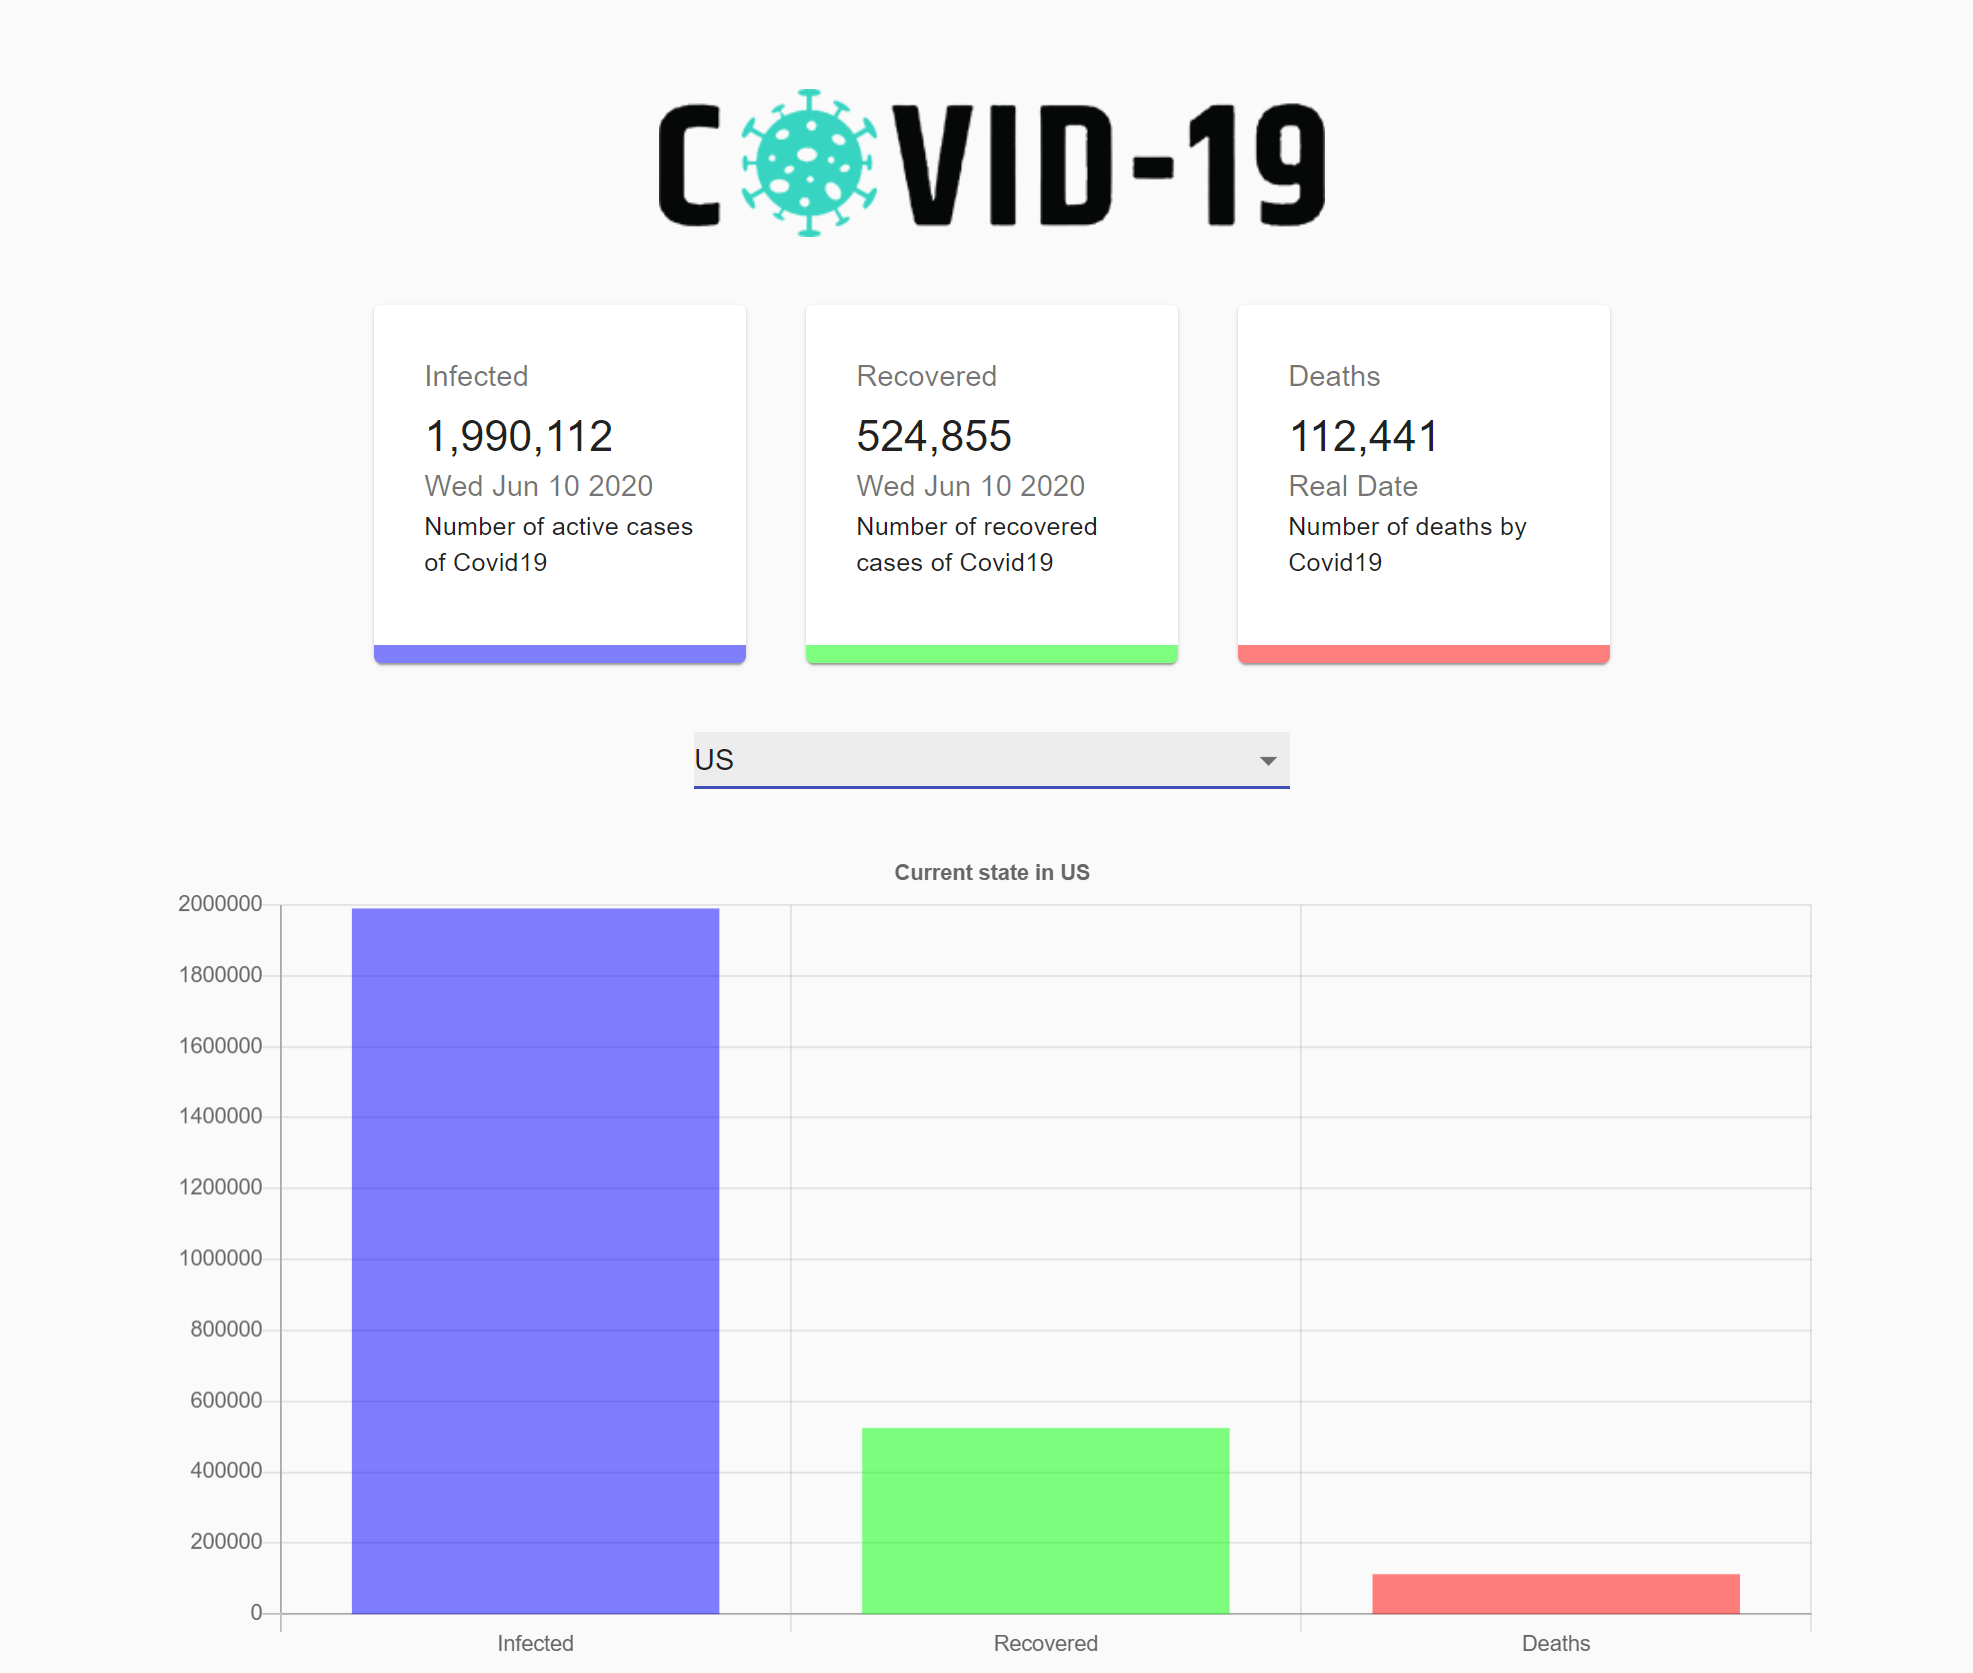 COVID-19
Infected
1,990,112
Wed Jun 10 2020
Number of active cases
of Covid19
Recovered
524,855
Wed Jun 10 2020
Number of recovered
cases of Covid19
Deaths
112,441
Real Date
Number of deaths by
Covid19
US
Current state in US
2000000
1800000
1600000
1400000
1200000
1000000
800000
600000
400000
200000
0
Infected
Recovered
Deaths